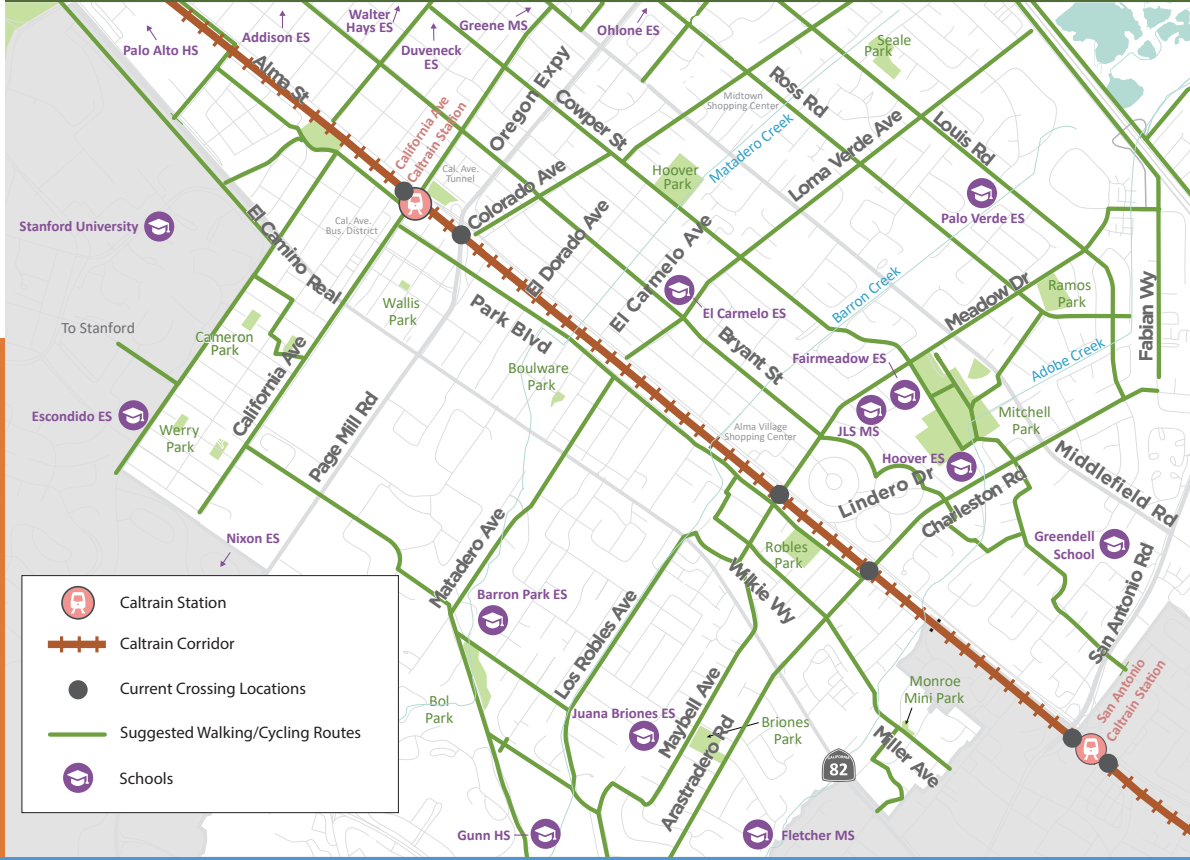 Palo Alto HS
Addison ES
Walter
Hays ES
Duveneck
ES
Greene MS
Ohlone ES
Seale
Park
Alma St
California Ave
Caltrain Station
Oregon Expy
Cowper St
Midtown
Shopping Center
Ross Rd
Matadero Creek
Loma Verde Ave
Louis Rd
Cal. Ave.
Tunnel
Colorado Ave
Hoover
Park
Palo Verde ES
Stanford University
El Camino Real
Cal. Ave.
Bus. District
El Dorado Ave
El Carmelo Ave
El Carmelo ES
Barron Creek
Meadow Dr
Ramos
Park
Fabian Wy
Wallis
Park
Park Blvd
To Stanford
Cameron
Park
California Ave
Boulware
Park
Bryant St
Fairmeadow ES
Adobe Creek
Escondido ES
Werry
Park
Page Mill Rd
Alma Village
Shopping Center
JLS MS
Mitchell
Park
Hoover ES
Lindero Dr
Charleston Rd
Middlefield Rd
Nixon ES
Matadero Ave
Robles
Park
Greendell
School
Wilkie Wy
San Antonio Rd
Barron Park ES
Los Robles Ave
Bol
Park
Juana Briones ES
Maybell Ave
Arastradero Rd
Briones
Park
Monroe
Mini Park
Miller Ave
San Antonio
Caltrain Station
CALIFORNIA
82
Gunn HS
Fletcher MS
Caltrain Station
Caltrain Corridor
Current Crossing Locations
Suggested Walking/Cycling Routes
Schools